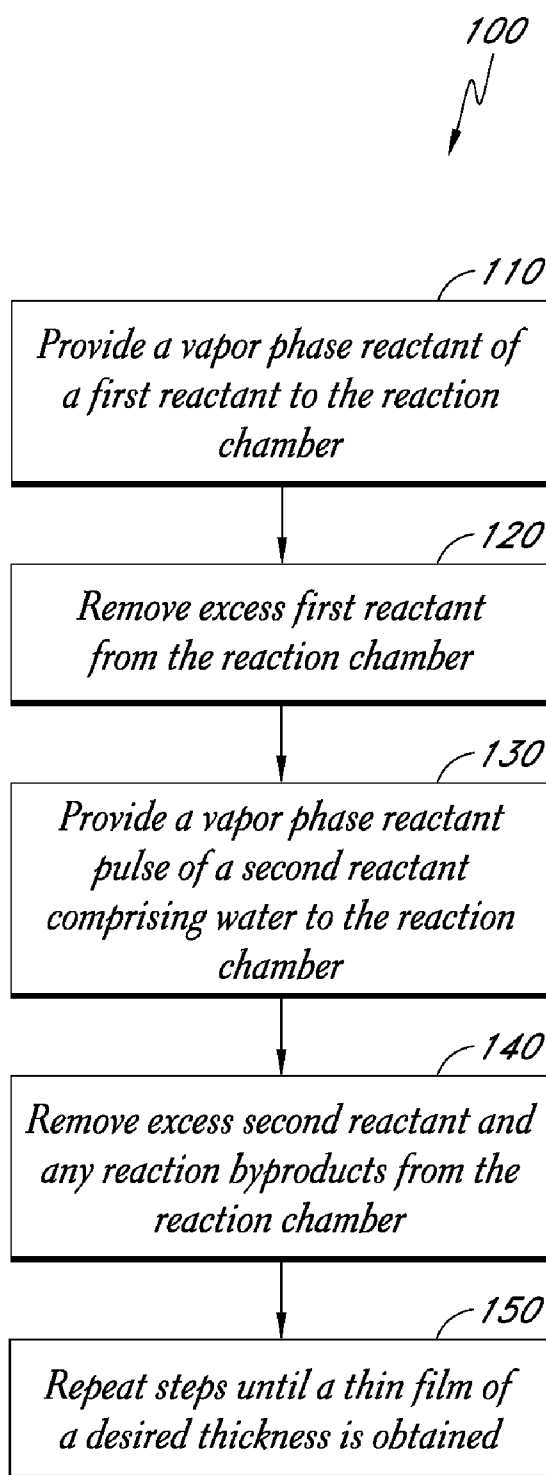 100
110
Provide a vapor phase reactant of
a first reactant to the reaction
chamber
120
Remove excess first reactant
from the reaction chamber
130
Provide a vapor phase reactant
pulse of a second reactant
comprising water to the reaction
chamber
140
Remove excess second reactant and
any reaction byproducts from the
reaction chamber
150
Repeat steps until a thin film of
a desired thickness is obtained